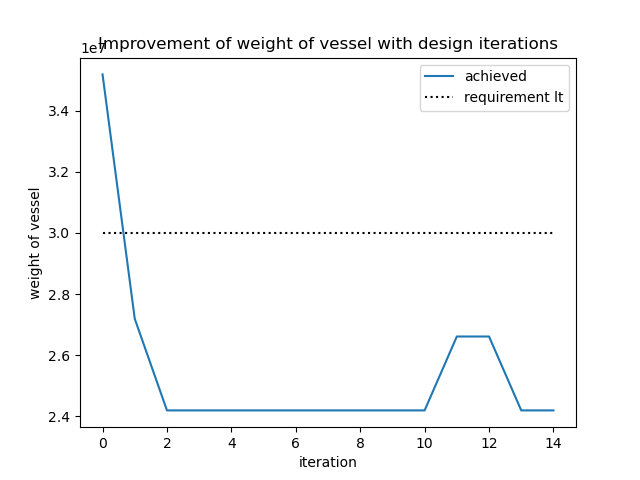 Improvement of weight of vessel with design iterations
1e7
achieved
requirement lt
3.4
3.2
3.0
2.8
2.6
2.4
weight of vessel
0 2 4 6 8 10 12 14
iteration